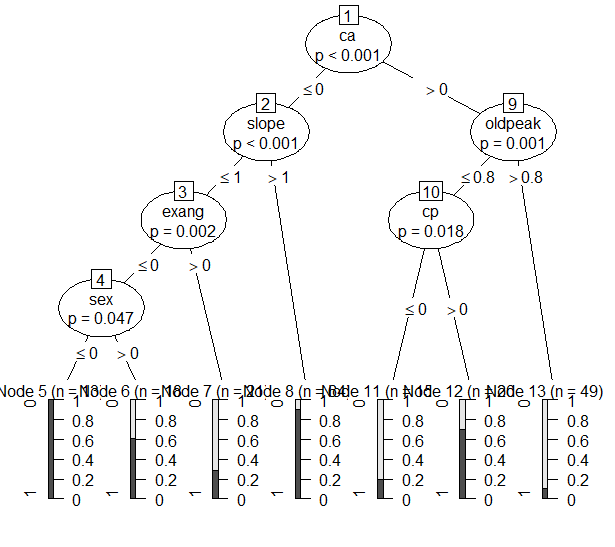 1
ca
p < 0.001
≤ 0
> 0
2
slope
p < 0.001
9
oldpeak
p = 0.001
≤ 1
> 1
≤ 0.8
> 0.8
3
exang
p = 0.002
10
cp
p = 0.018
≤ 0
> 0
4
sex
p = 0.047
≤ 0
> 0
≤ 0
> 0
Node 5 (n = 13)
Node 6 (n = 18)
Node 7 (n = 21)
Node 8 (n = 64)
Node 11 (n = 15)
Node 12 (n = 20)
Node 13 (n = 49)
0 1 0 1 0 1 0 1 0 1 0 1 0 1
0.8 0.8 0.8 0.8 0.8 0.8 0.8
0.6 0.6 0.6 0.6 0.6 0.6 0.6
0.4 0.4 0.4 0.4 0.4 0.4 0.4
0.2 0.2 0.2 0.2 0.2 0.2 0.2
1 0 1 0 1 0 1 0 1 0 1 0 1 0